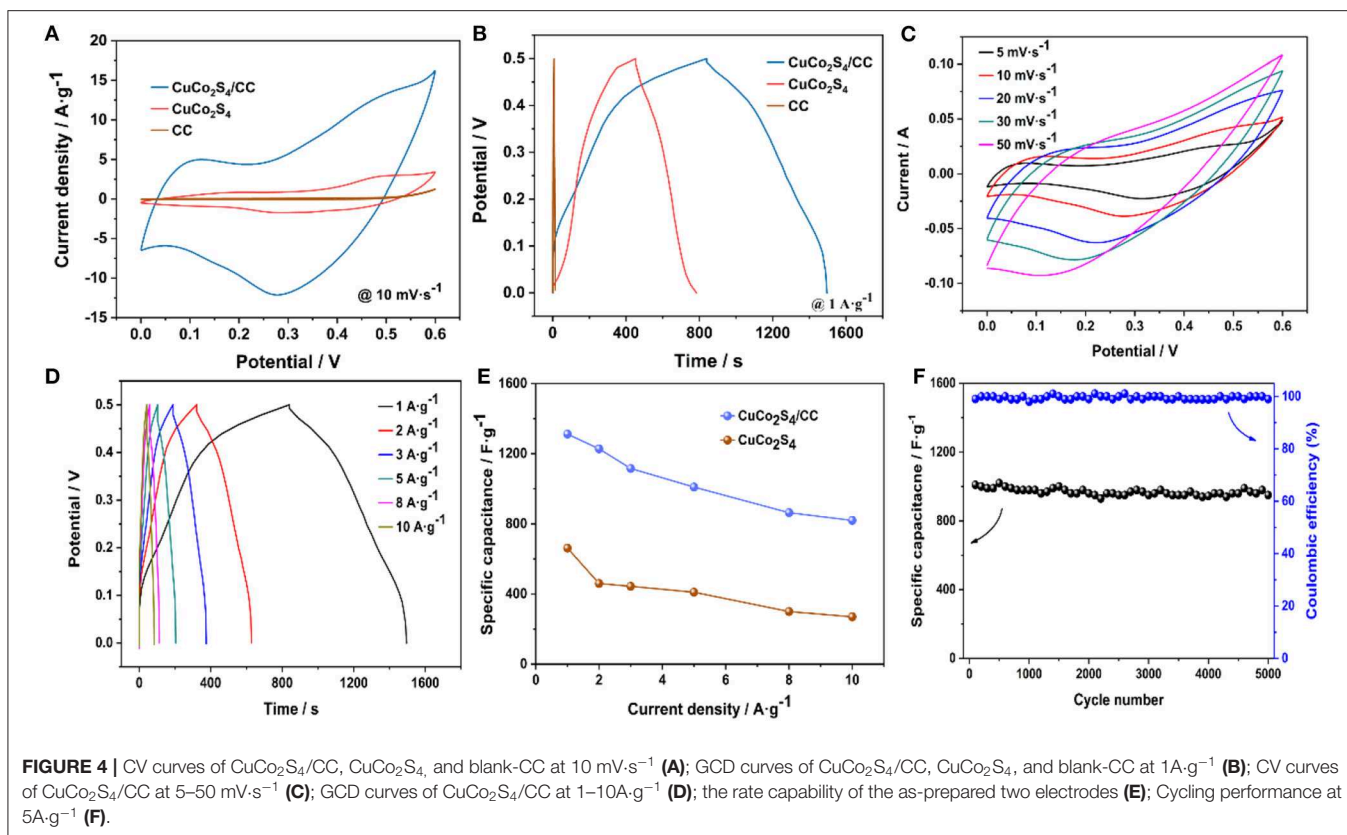 A
Current density / A·g⁻¹
20
15
10
5
0
-5
-10
-15
CuCo₂S₄/CC
CuCo₂S₄
CC
@ 10 mV·s⁻¹
0.0 0.1 0.2 0.3 0.4 0.5 0.6
Potential / V
B
Potential / V
0.5
0.4
0.3
0.2
0.1
0.0
CuCo₂S₄/CC
CuCo₂S₄
CC
@ 1 A·g⁻¹
0 400 800 1200 1600
Time / s
C
Current / A
0.10
0.05
0.00
-0.05
-0.10
5 mV·s⁻¹
10 mV·s⁻¹
20 mV·s⁻¹
30 mV·s⁻¹
50 mV·s⁻¹
0.0 0.1 0.2 0.3 0.4 0.5 0.6
Potential / V
D
Potential / V
0.5
0.4
0.3
0.2
0.1
0.0
1 A·g⁻¹
2 A·g⁻¹
3 A·g⁻¹
5 A·g⁻¹
8 A·g⁻¹
10 A·g⁻¹
0 400 800 1200 1600
Time / s
E
Specific capacitance / F·g⁻¹
1600
1200
800
400
0
CuCo₂S₄/CC
CuCo₂S₄
0 2 4 6 8 10
Current density / A·g⁻¹
F
Specific capacitacne / F·g⁻¹
1600
1200
800
400
0
100
80
60
40
20
0
Coulombic efficiency (%)
0 1000 2000 3000 4000 5000
Cycle number
FIGURE 4 | CV curves of CuCo₂S₄/CC, CuCo₂S₄, and blank-CC at 10 mV·s⁻¹ (A); GCD curves of CuCo₂S₄/CC, CuCo₂S₄, and blank-CC at 1A·g⁻¹ (B); CV curves
of CuCo₂S₄/CC at 5–50 mV·s⁻¹ (C); GCD curves of CuCo₂S₄/CC at 1–10A·g⁻¹ (D); the rate capability of the as-prepared two electrodes (E); Cycling performance at
5A·g⁻¹ (F).